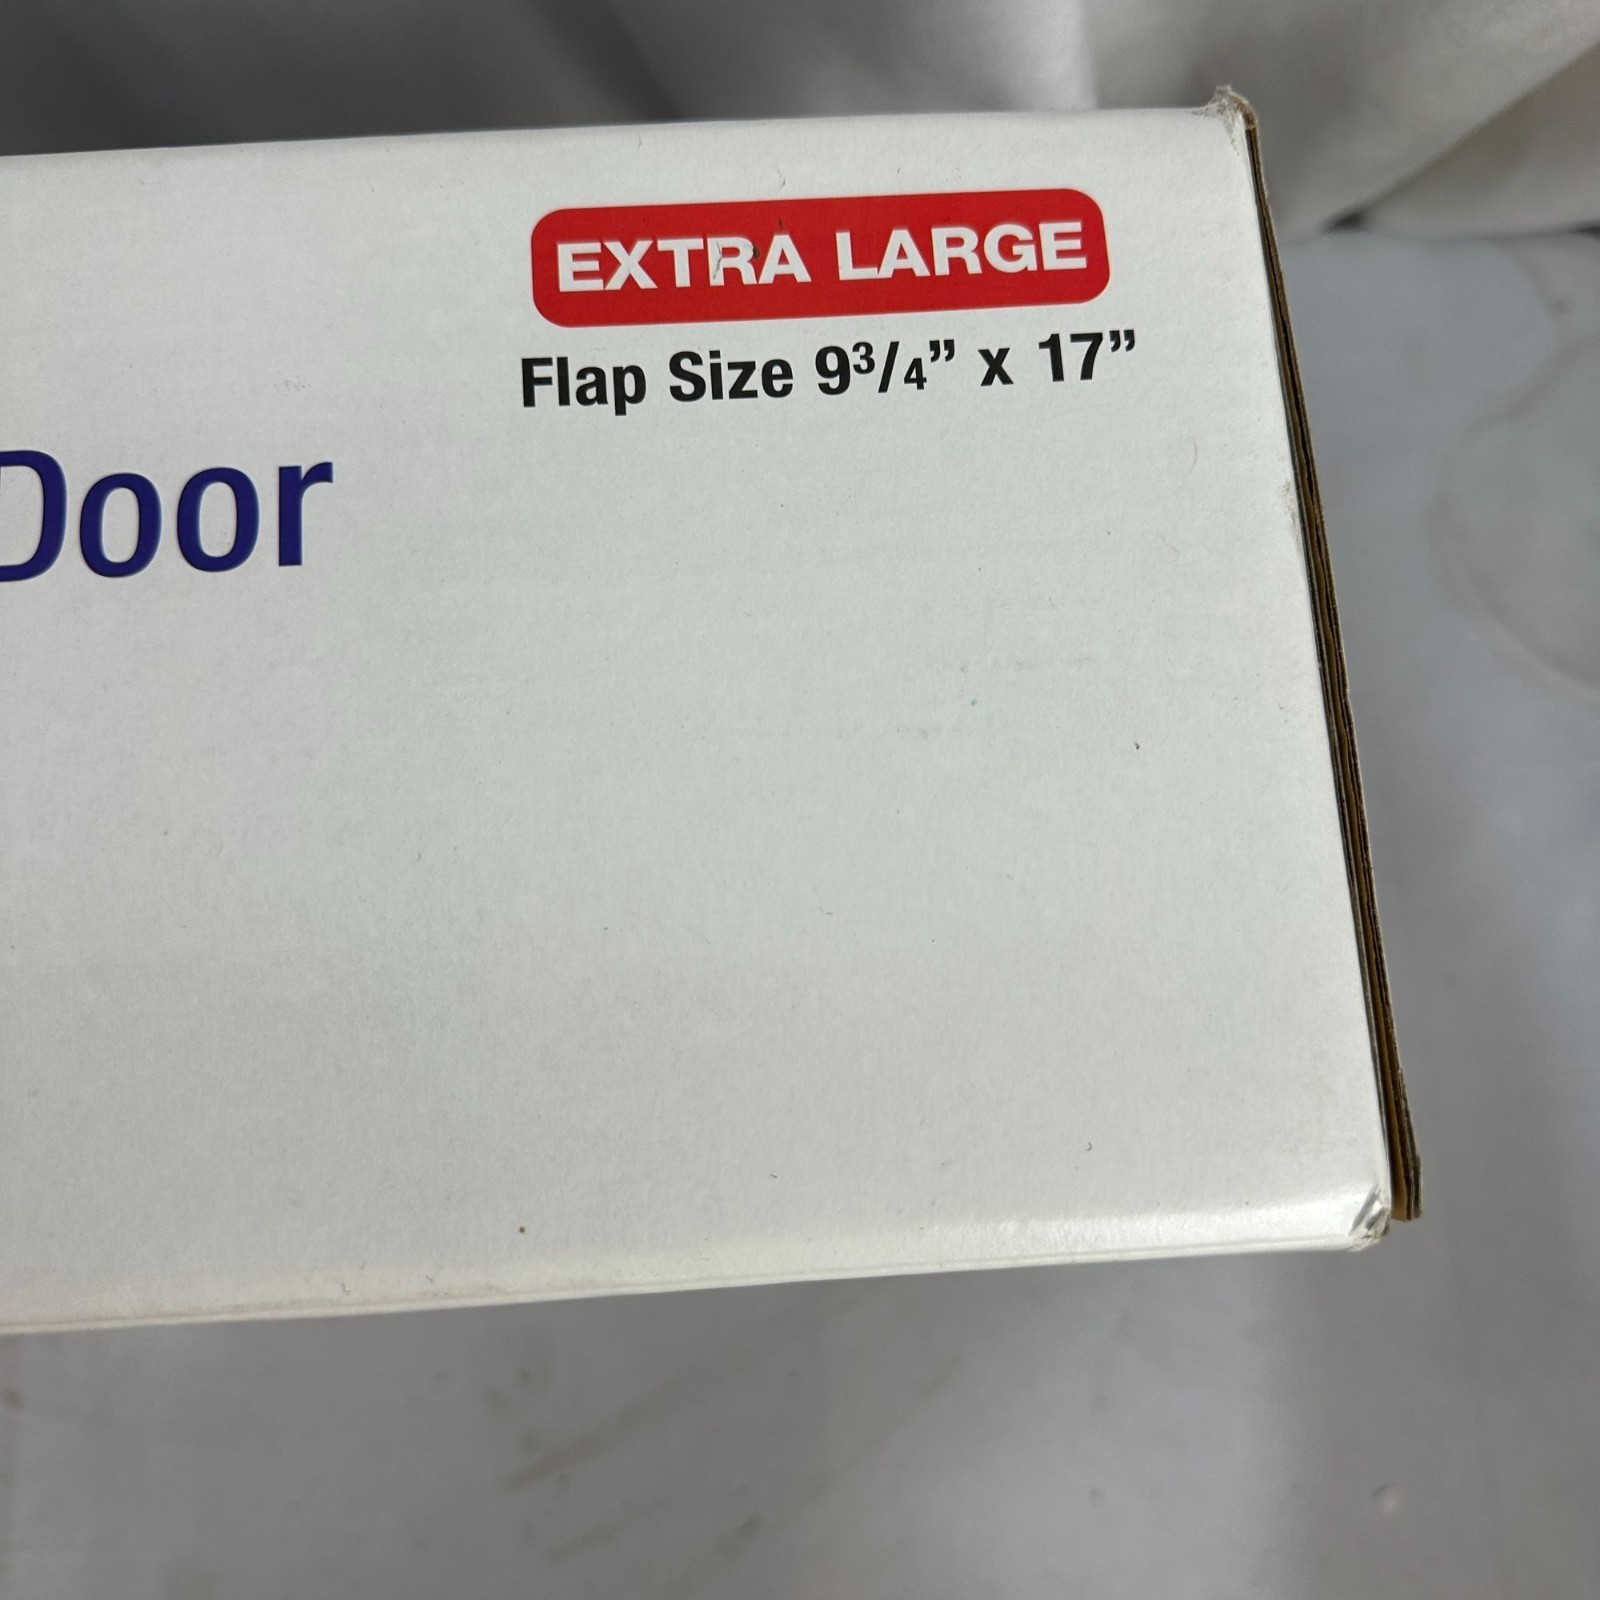 EXTRA LARGE
Flap Size 9³/₄” x 17”
Door